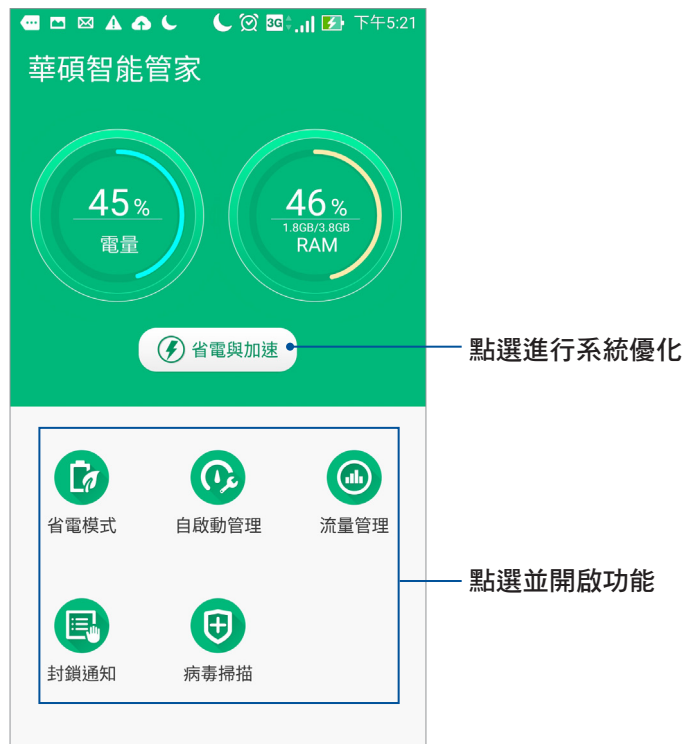 3G 下午5:21
華碩智能管家
45% 46%
1.8GB/3.8GB
電量 RAM
省電與加速 點選進行系統優化
省電模式 自啟動管理 流量管理
點選並開啟功能
封鎖通知 病毒掃描